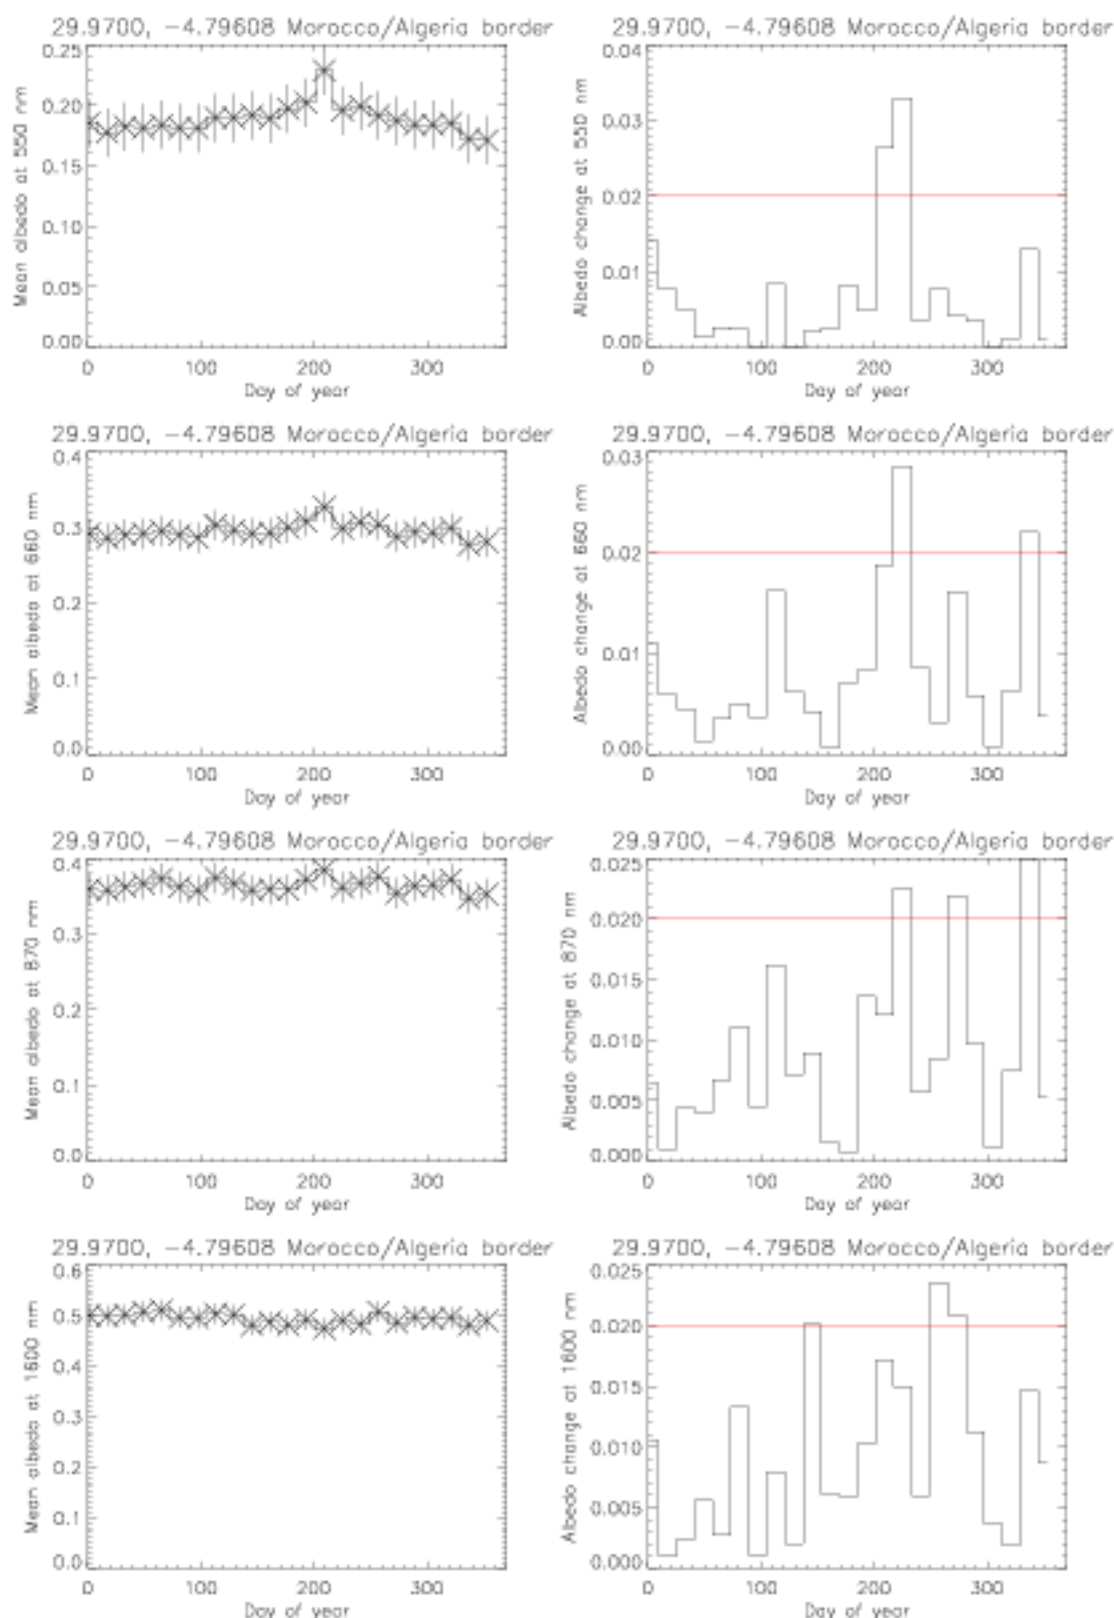 29.9700, -4.79608 Morocco/Algeria border
0.25
0.20
0.15
0.10
0.05
0.00
Mean albedo at 550 nm
0 100 200 300
Day of year
29.9700, -4.79608 Morocco/Algeria border
0.04
0.03
0.02
0.01
0.00
Albedo change at 550 nm
0 100 200 300
Day of year
29.9700, -4.79608 Morocco/Algeria border
0.4
0.3
0.2
0.1
0.0
Mean albedo at 660 nm
0 100 200 300
Day of year
29.9700, -4.79608 Morocco/Algeria border
0.03
0.02
0.01
0.00
Albedo change at 660 nm
0 100 200 300
Day of year
29.9700, -4.79608 Morocco/Algeria border
0.4
0.3
0.2
0.1
0.0
Mean albedo at 870 nm
0 100 200 300
Day of year
29.9700, -4.79608 Morocco/Algeria border
0.025
0.020
0.015
0.010
0.005
0.000
Albedo change at 870 nm
0 100 200 300
Day of year
29.9700, -4.79608 Morocco/Algeria border
0.6
0.5
0.4
0.3
0.2
0.1
0.0
Mean albedo at 1600 nm
0 100 200 300
Day of year
29.9700, -4.79608 Morocco/Algeria border
0.025
0.020
0.015
0.010
0.005
0.000
Albedo change at 1600 nm
0 100 200 300
Day of year